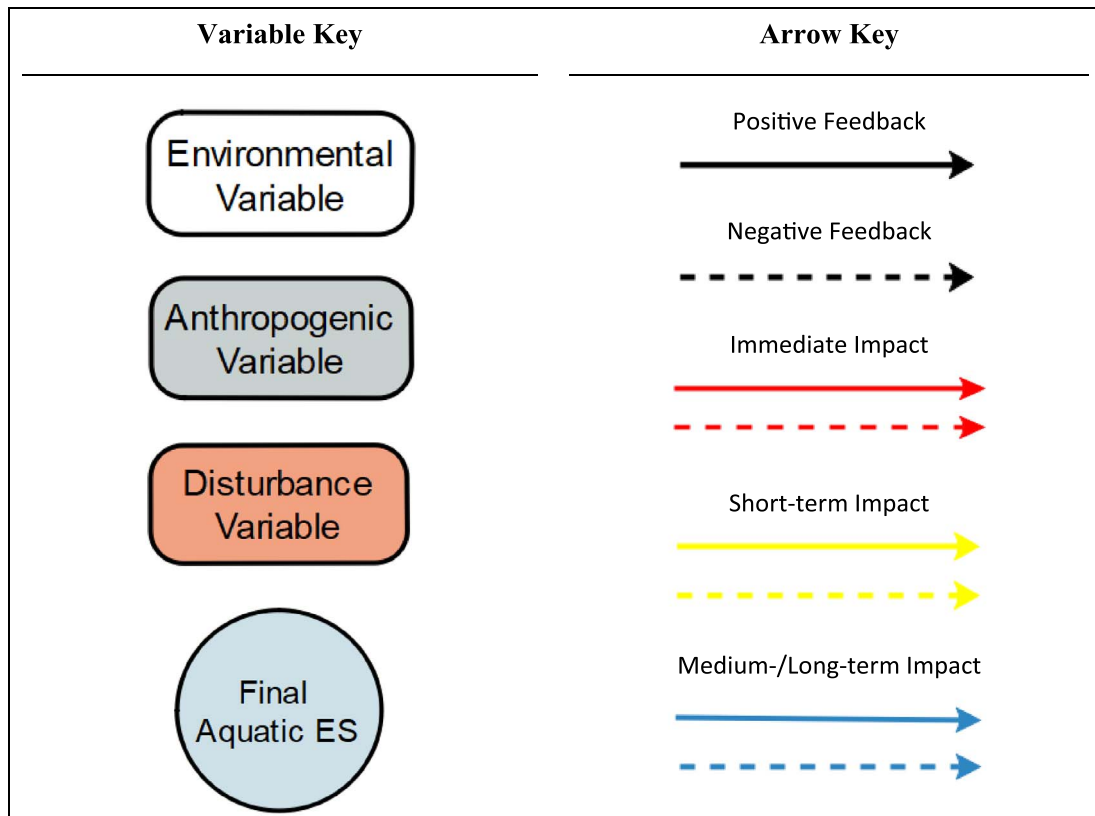 Variable Key
Environmental
Variable
Anthropogenic
Variable
Disturbance
Variable
Final
Aquatic ES
Arrow Key
Positive Feedback
Negative Feedback
Immediate Impact
Short-term Impact
Medium-/Long-term Impact